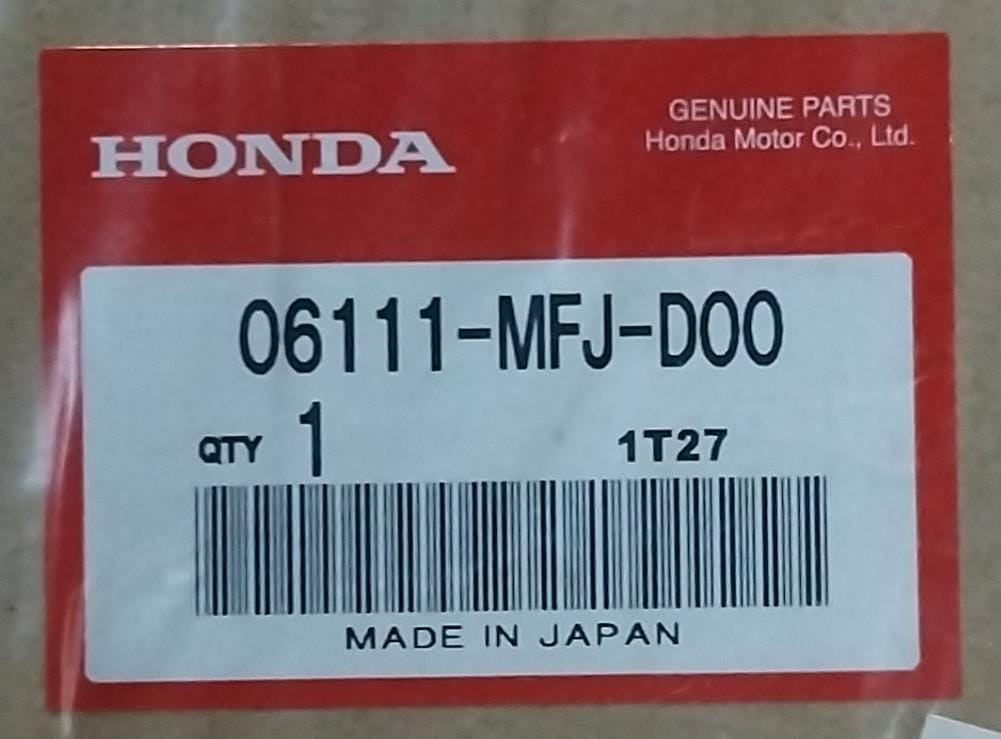 HONDA
GENUINE PARTS
Honda Motor Co., Ltd.
06111-MFJ-D00
QTY 1
1T27
MADE IN JAPAN